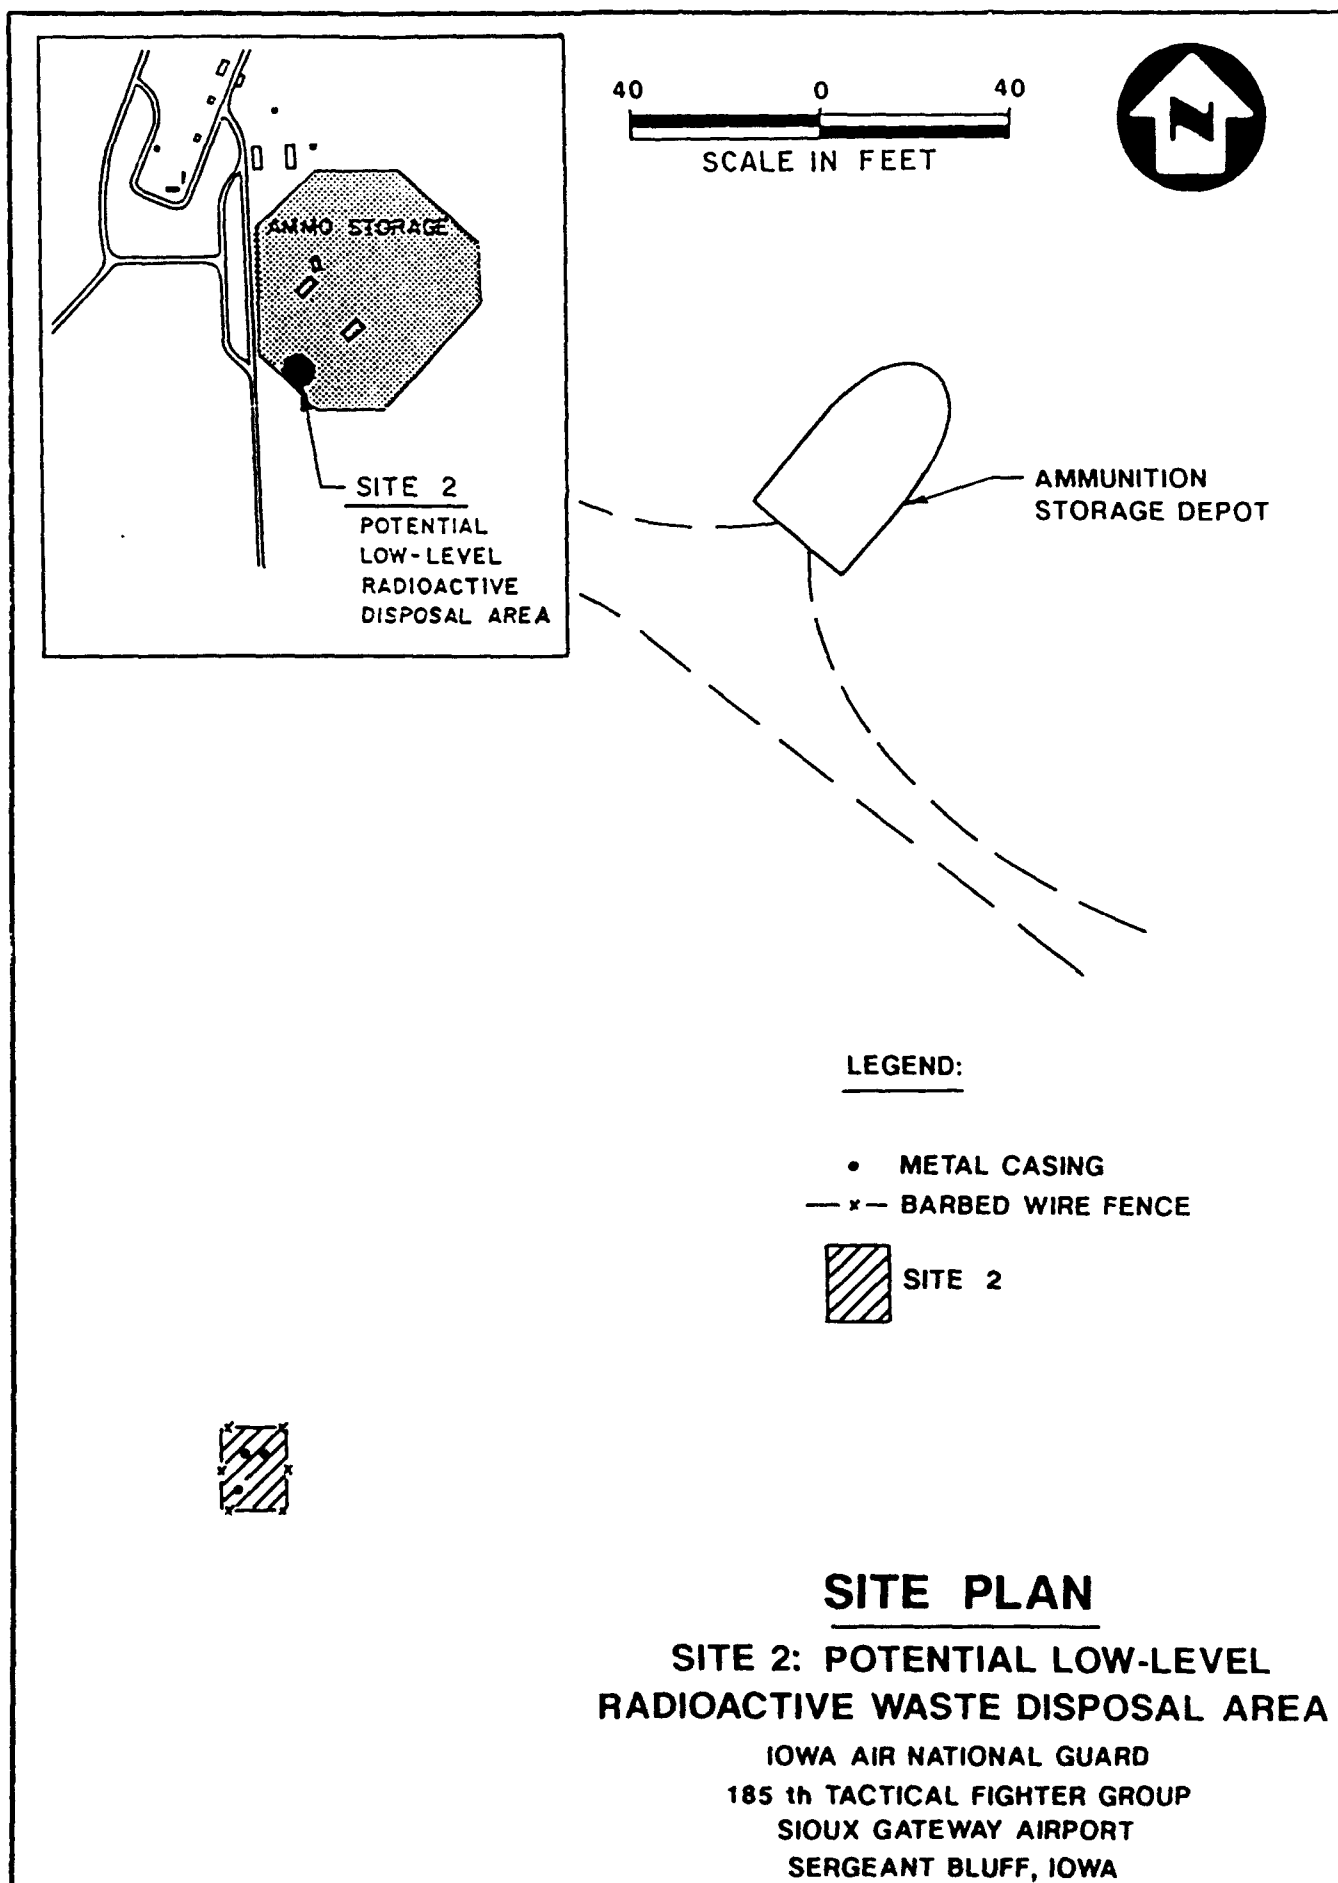 40 0 40
SCALE IN FEET
N
AMMO STORAGE
SITE 2
POTENTIAL
LOW-LEVEL
RADIOACTIVE
DISPOSAL AREA
AMMUNITION
STORAGE DEPOT
LEGEND:
METAL CASING
— x — BARBED WIRE FENCE
SITE 2
SITE PLAN
SITE 2: POTENTIAL LOW-LEVEL
RADIOACTIVE WASTE DISPOSAL AREA
IOWA AIR NATIONAL GUARD
185 th TACTICAL FIGHTER GROUP
SIOUX GATEWAY AIRPORT
SERGEANT BLUFF, IOWA